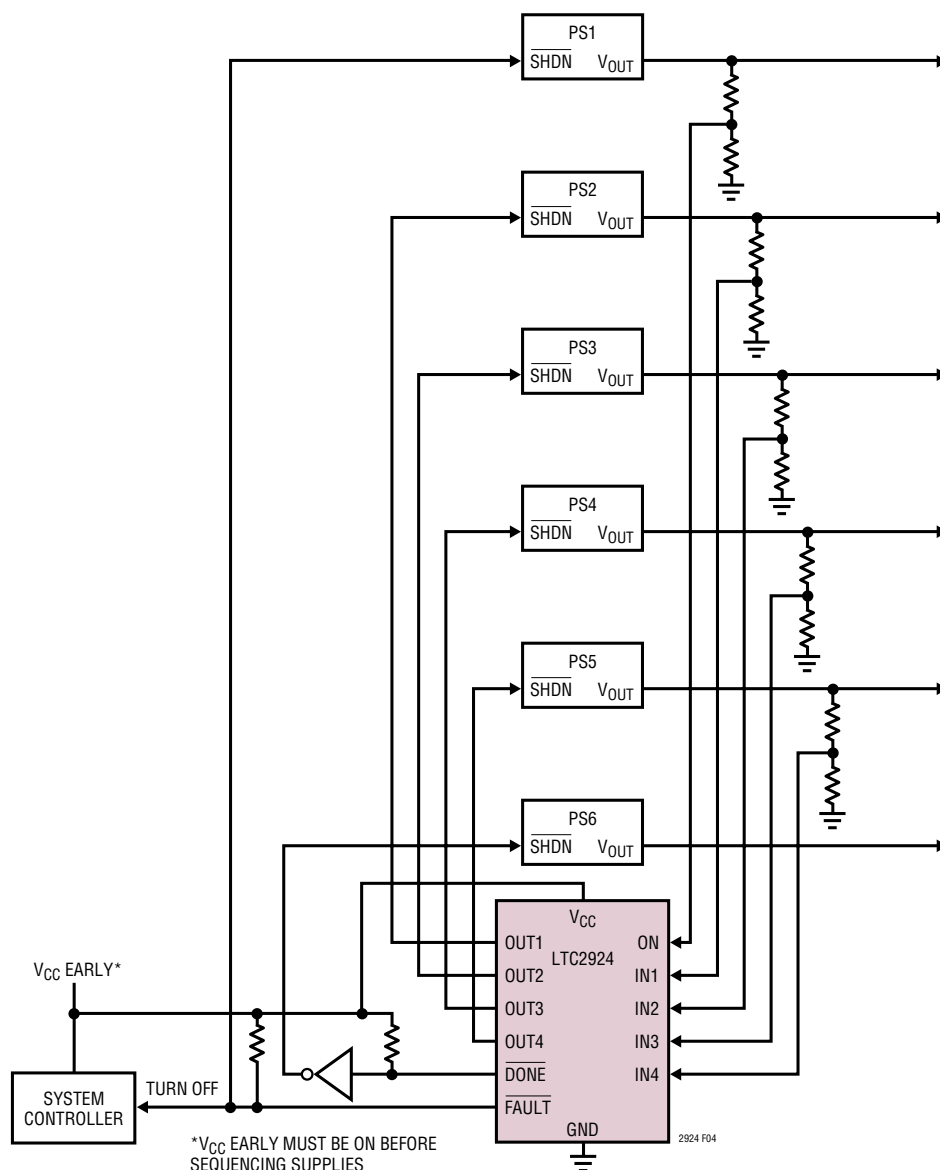 PS1
SHDN VOUT
PS2
SHDN VOUT
PS3
SHDN VOUT
PS4
SHDN VOUT
PS5
SHDN VOUT
PS6
SHDN VOUT
VCC
LTC2924
OUT1 ON
OUT2 IN1
OUT3 IN2
OUT4 IN3
DONE IN4
FAULT
GND
VCC EARLY*
SYSTEM
CONTROLLER
TURN OFF
*VCC EARLY MUST BE ON BEFORE
SEQUENCING SUPPLIES
2924 F04